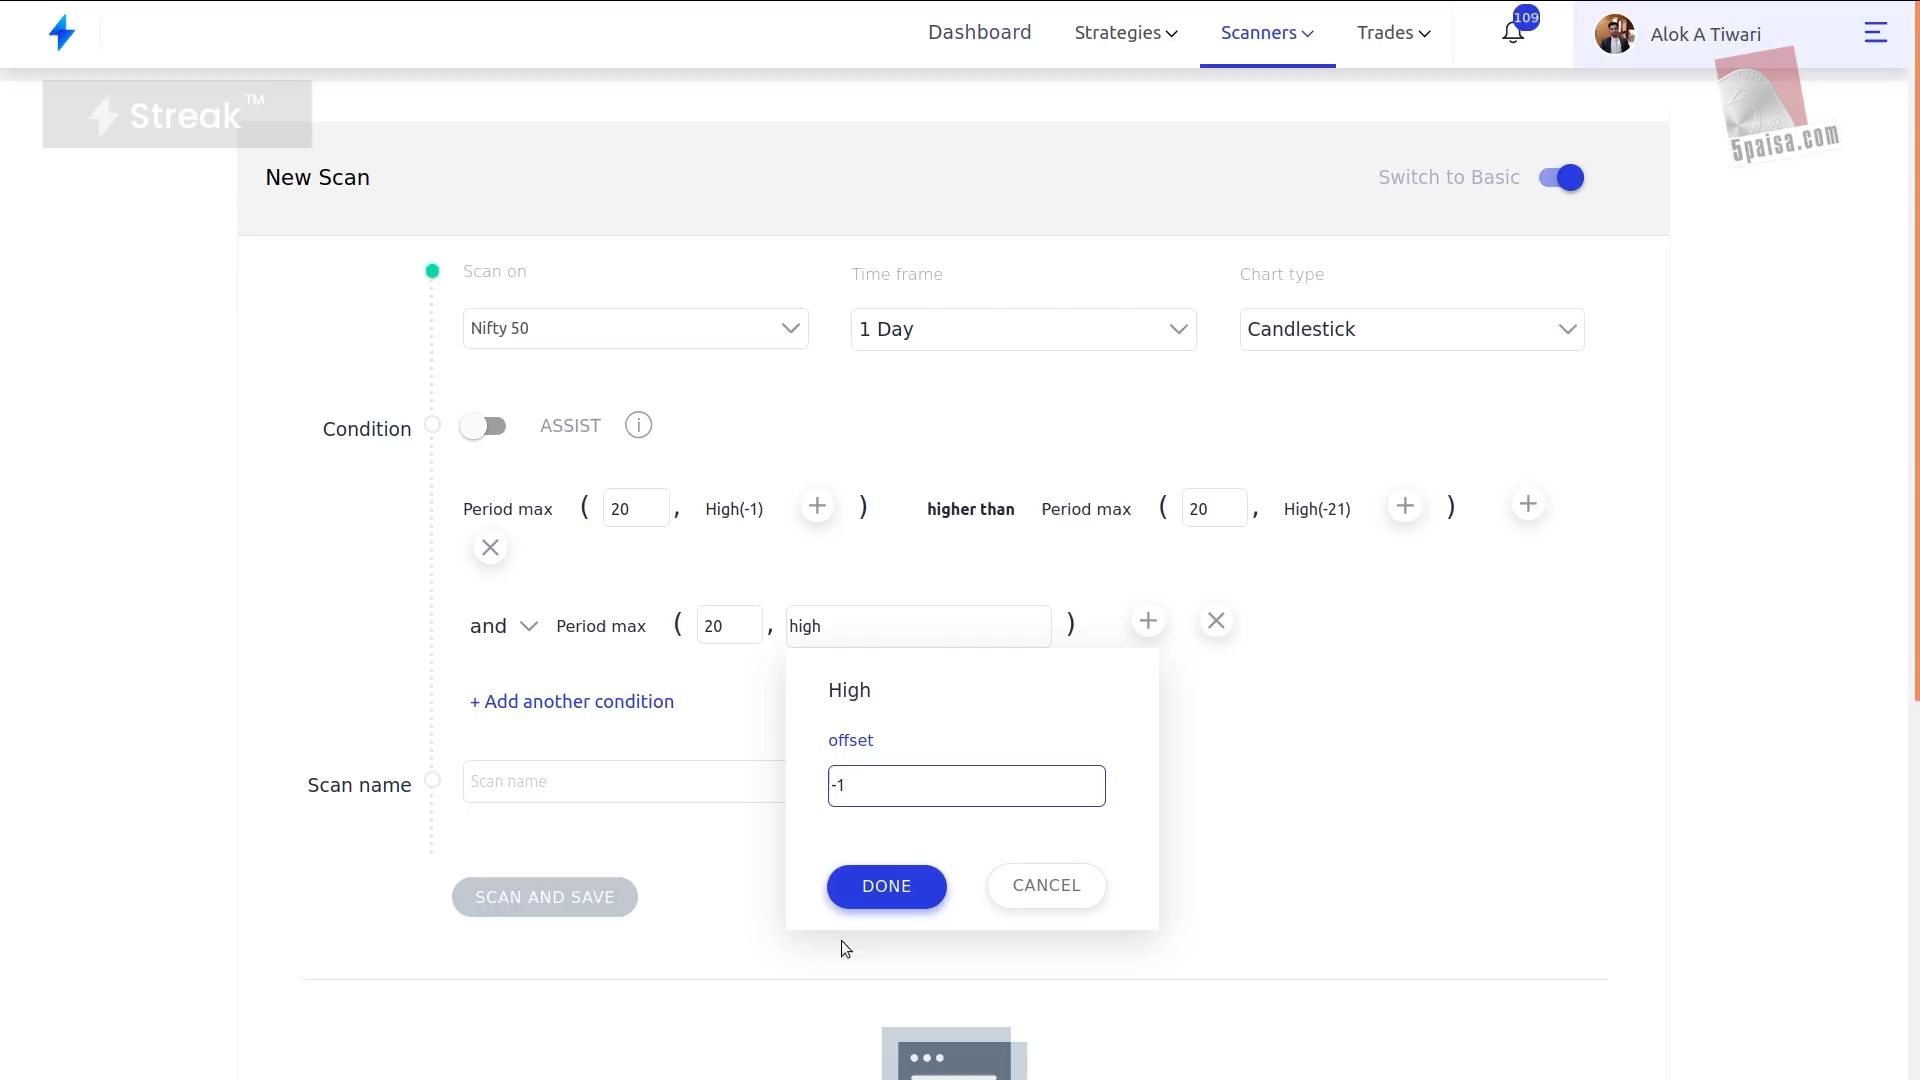 Dashboard Strategies Scanners Trades 109 Alok A Tiwari
Streak™
5paisa.com
New Scan Switch to Basic
Scan on Time frame Chart type
Nifty 50 1 Day Candlestick
Condition ASSIST i
Period max ( 20 , High(-1) + ) higher than Period max ( 20 , High(-21) + ) +
and Period max ( 20 , high ) +
High
+ Add another condition
offset
Scan name Scan name -1
DONE CANCEL
SCAN AND SAVE